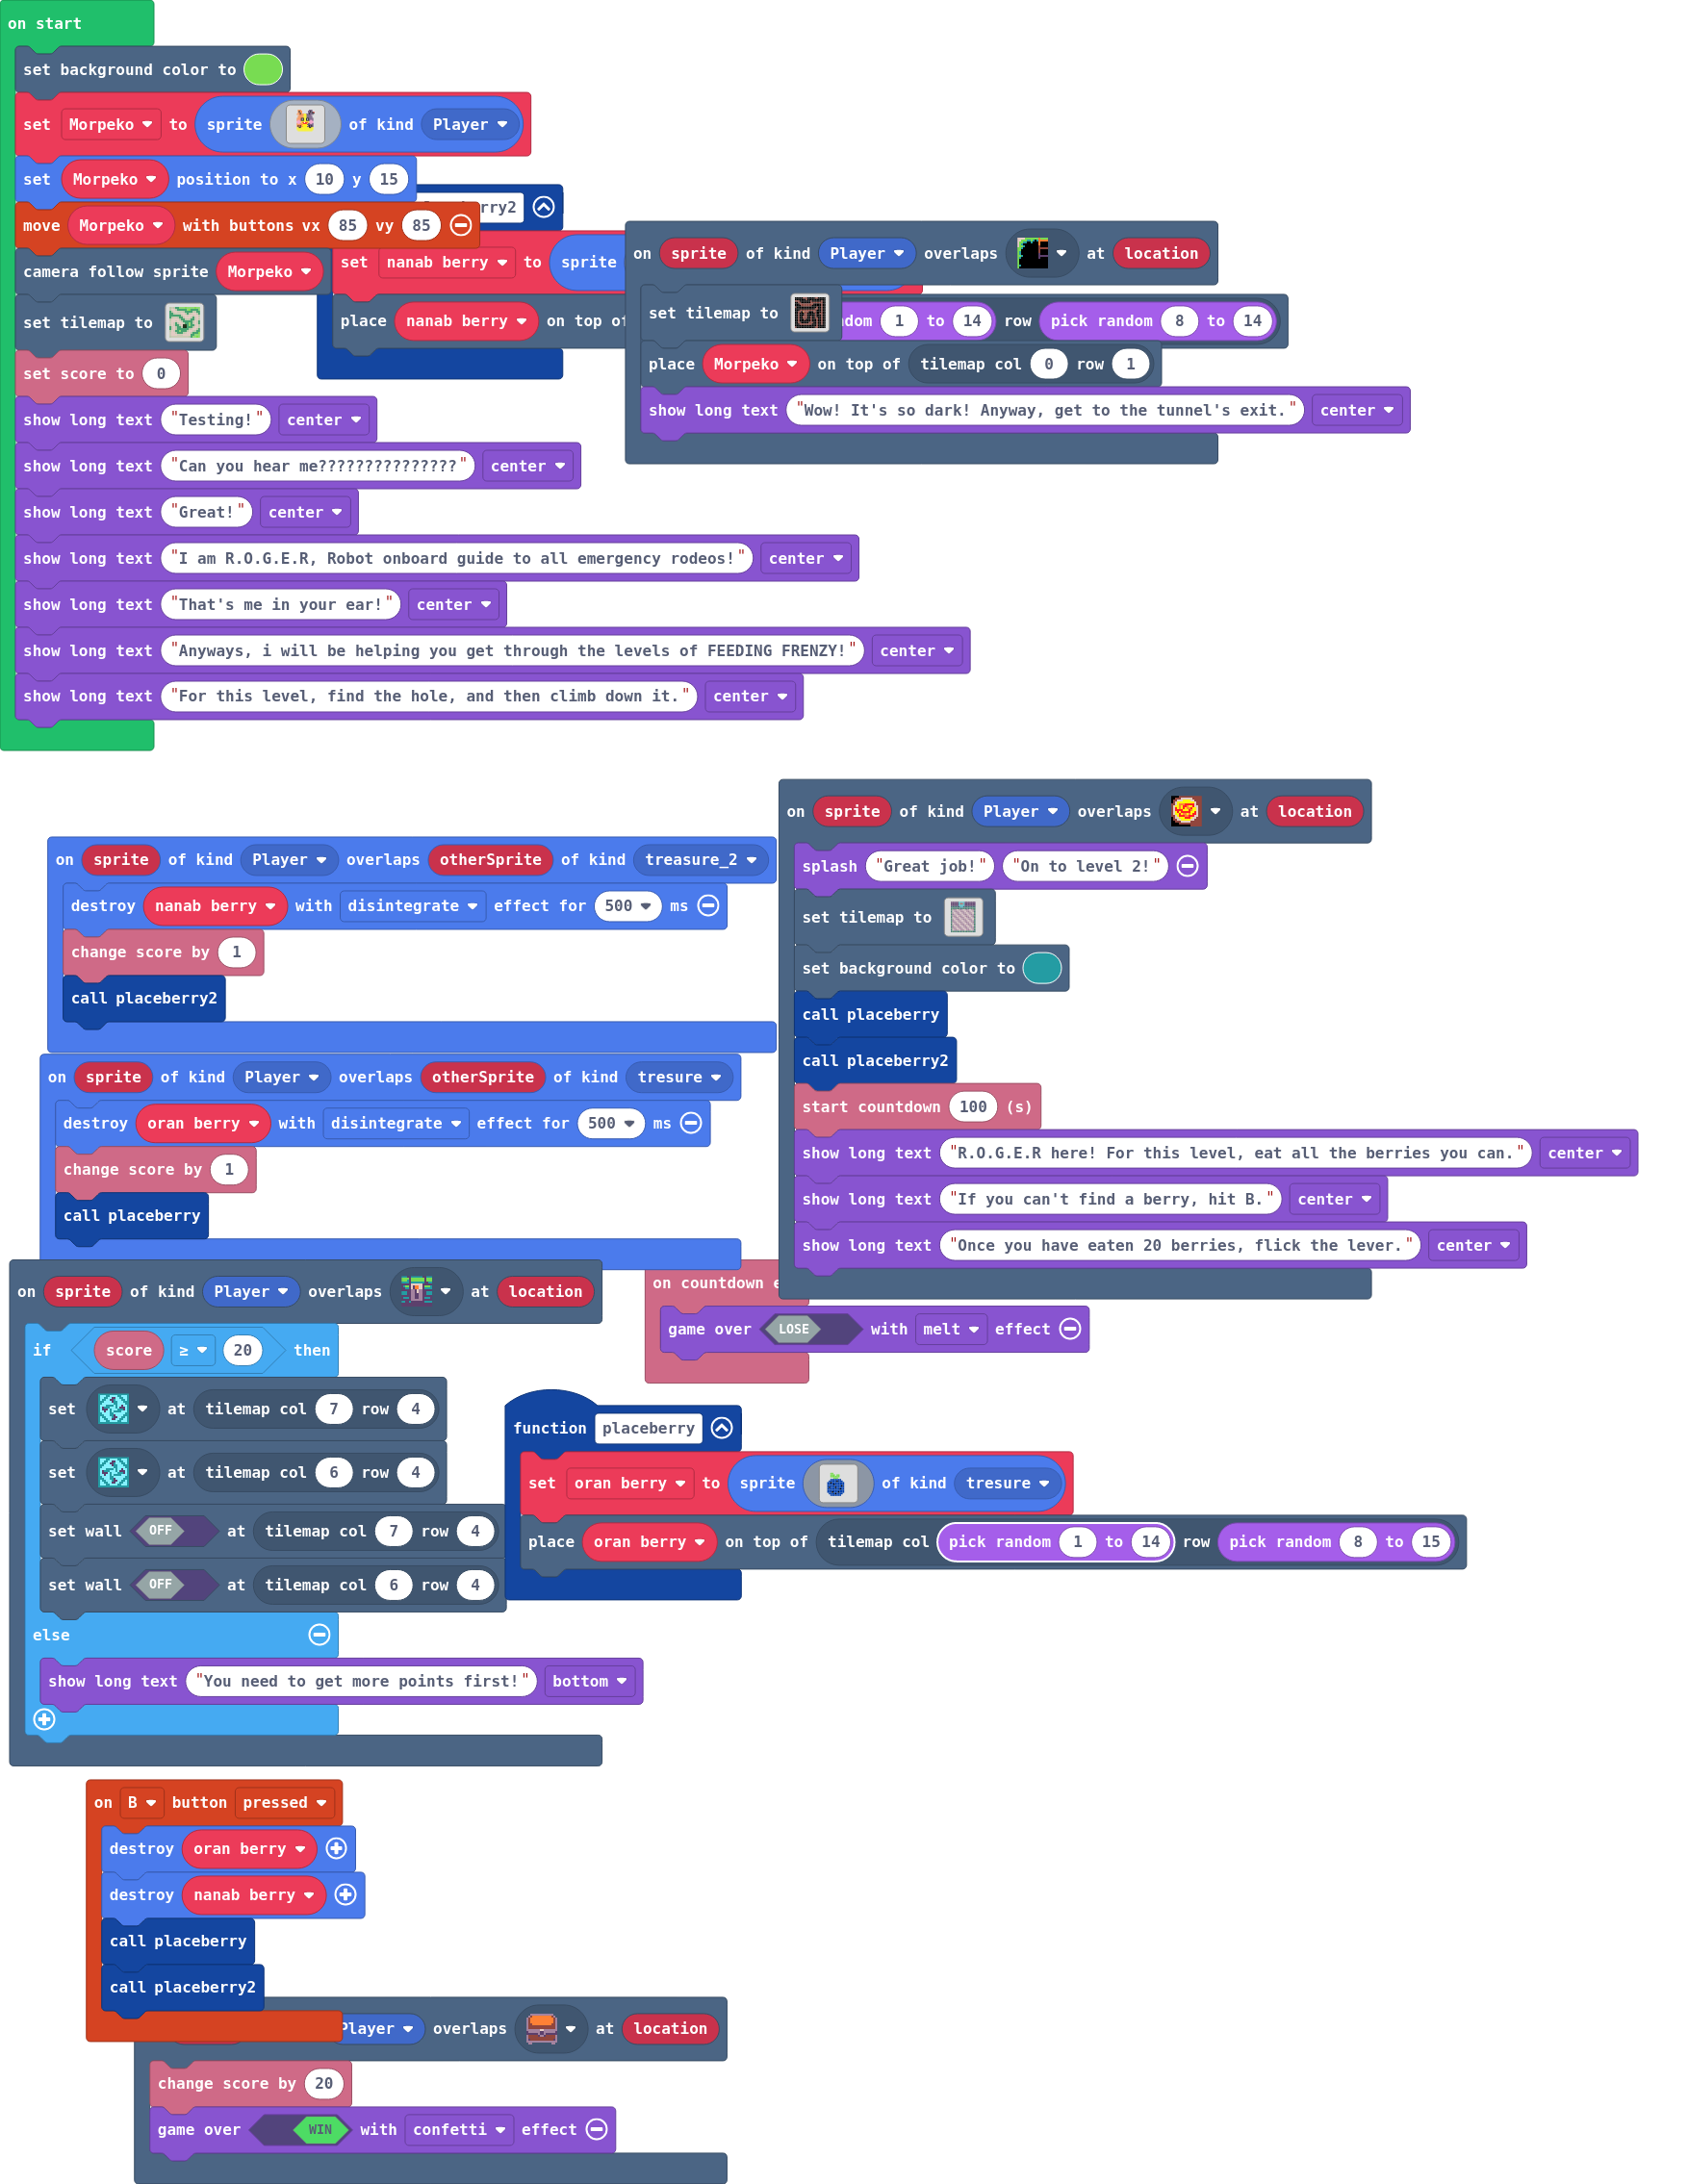 on start
set background color to
set Morpeko to sprite of kind Player
set Morpeko position to x 10 y 15
move Morpeko with buttons vx 85 vy 85
camera follow sprite Morpeko
set tilemap to
set score to 0
show long text "Testing!" center
show long text "Can you hear me???????????????" center
show long text "Great!" center
show long text "I am R.O.G.E.R, Robot onboard guide to all emergency rodeos!" center
show long text "That's me in your ear!" center
show long text "Anyways, i will be helping you get through the levels of FEEDING FRENZY!" center
show long text "For this level, find the hole, and then climb down it." center
set nanab berry to sprite
place nanab berry on top of 1 to 14 row pick random 8 to 14
on sprite of kind Player overlaps at location
set tilemap to
place Morpeko on top of tilemap col 0 row 1
show long text "Wow! It's so dark! Anyway, get to the tunnel's exit." center
on sprite of kind Player overlaps otherSprite of kind treasure_2
destroy nanab berry with disintegrate effect for 500 ms
change score by 1
call placeberry2
on sprite of kind Player overlaps otherSprite of kind tresure
destroy oran berry with disintegrate effect for 500 ms
change score by 1
call placeberry
on sprite of kind Player overlaps at location
splash "Great job!" "On to level 2!"
set tilemap to
set background color to
call placeberry
call placeberry2
start countdown 100 (s)
show long text "R.O.G.E.R here! For this level, eat all the berries you can." center
show long text "If you can't find a berry, hit B." center
show long text "Once you have eaten 20 berries, flick the lever." center
on countdown
game over LOSE with melt effect
on sprite of kind Player overlaps at location
if score ≥ 20 then
set at tilemap col 7 row 4
set at tilemap col 6 row 4
set wall OFF at tilemap col 7 row 4
set wall OFF at tilemap col 6 row 4
else
show long text "You need to get more points first!" bottom
function placeberry
set oran berry to sprite of kind tresure
place oran berry on top of tilemap col pick random 1 to 14 row pick random 8 to 15
on B button pressed
destroy oran berry
destroy nanab berry
call placeberry
call placeberry2
Player overlaps at location
change score by 20
game over WIN with confetti effect